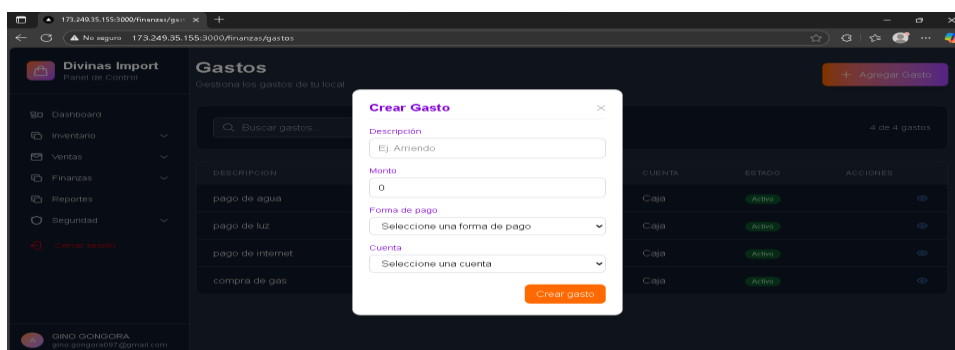 173.249.35.155:3000/finanzas/gas
No seguro 173.249.35.155:3000/finanzas/gastos
Divinas Import
Panel de Control
Gastos
Gestiona los gastos de tu local
+ Agregar Gasto
Dashboard
Inventario
Ventas
Finanzas
Reportes
Seguridad
Cerrar sesión
Buscar gastos...
4 de 4 gastos
DESCRIPCION CUENTA ESTADO ACCIONES
pago de agua Caja Activo
pago de luz Caja Activo
pago de internet Caja Activo
compra de gas Caja Activo
Crear Gasto
Descripción
Ej. Arriendo
Monto
0
Forma de pago
Seleccione una forma de pago
Cuenta
Seleccione una cuenta
Crear gasto
A
GINO GONGORA
gino.gongora097@gmail.com